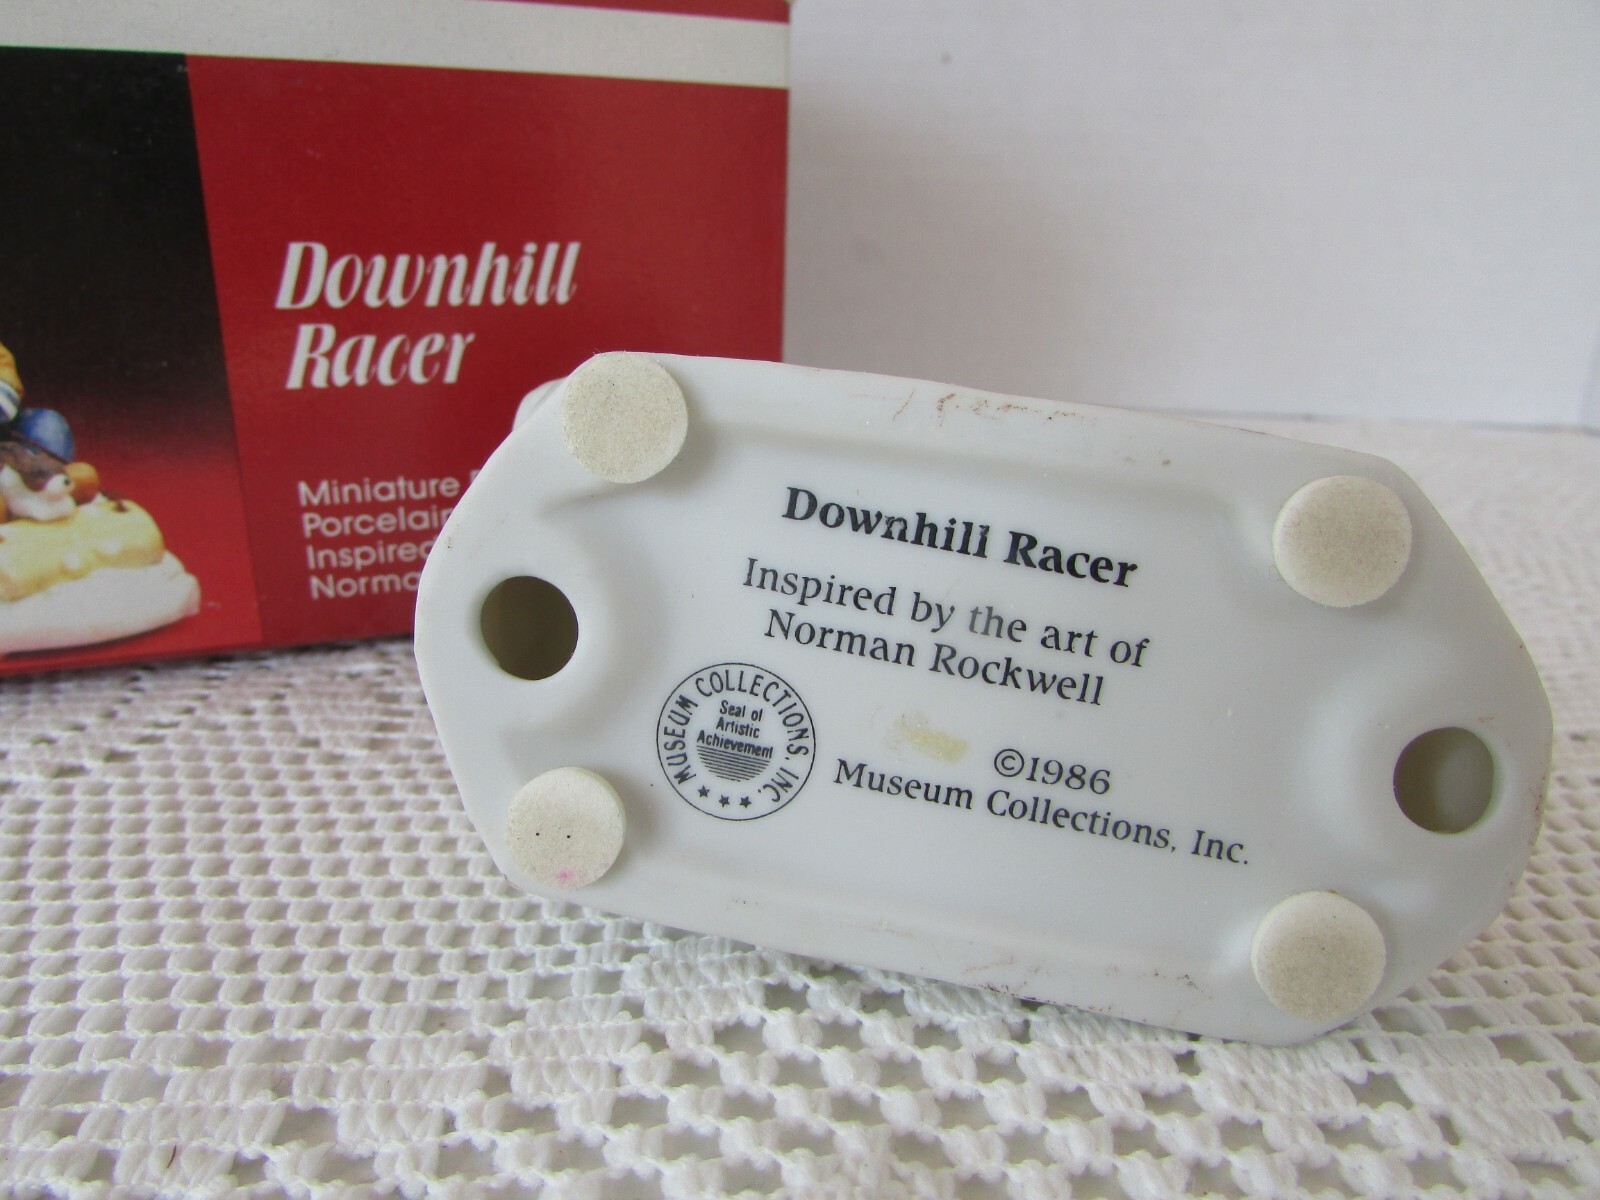 Downhill
Racer
Miniature
Porcelain
Inspired
Downhill Racer
Inspired by the art of
Norman Rockwell
MUSEUM COLLECTIONS, INC.
Seal of
Artistic
Achievement
©1986
Museum Collections, Inc.